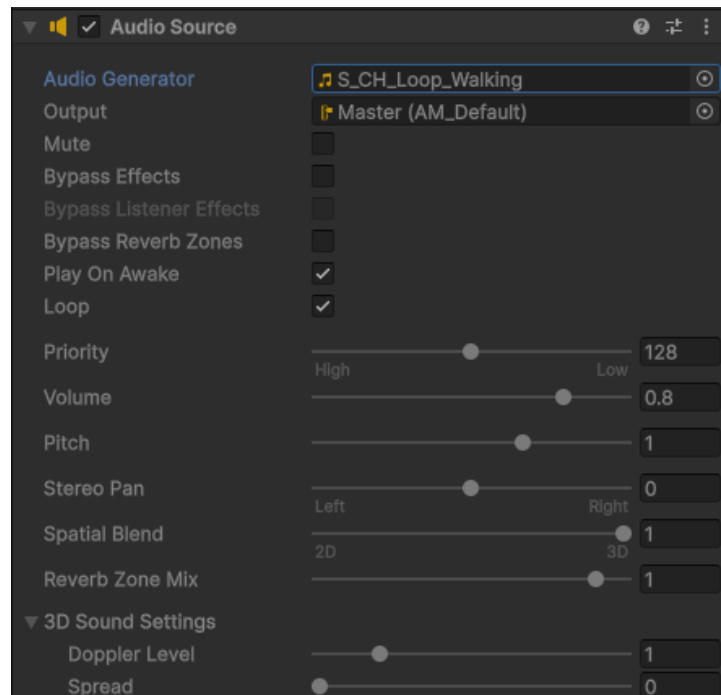 Audio Source
Audio Generator S_CH_Loop_Walking
Output Master (AM_Default)
Mute
Bypass Effects
Bypass Listener Effects
Bypass Reverb Zones
Play On Awake
Loop
Priority 128
High Low
Volume 0.8
Pitch 1
Stereo Pan 0
Left Right
Spatial Blend 1
2D 3D
Reverb Zone Mix 1
3D Sound Settings
Doppler Level 1
Spread 0